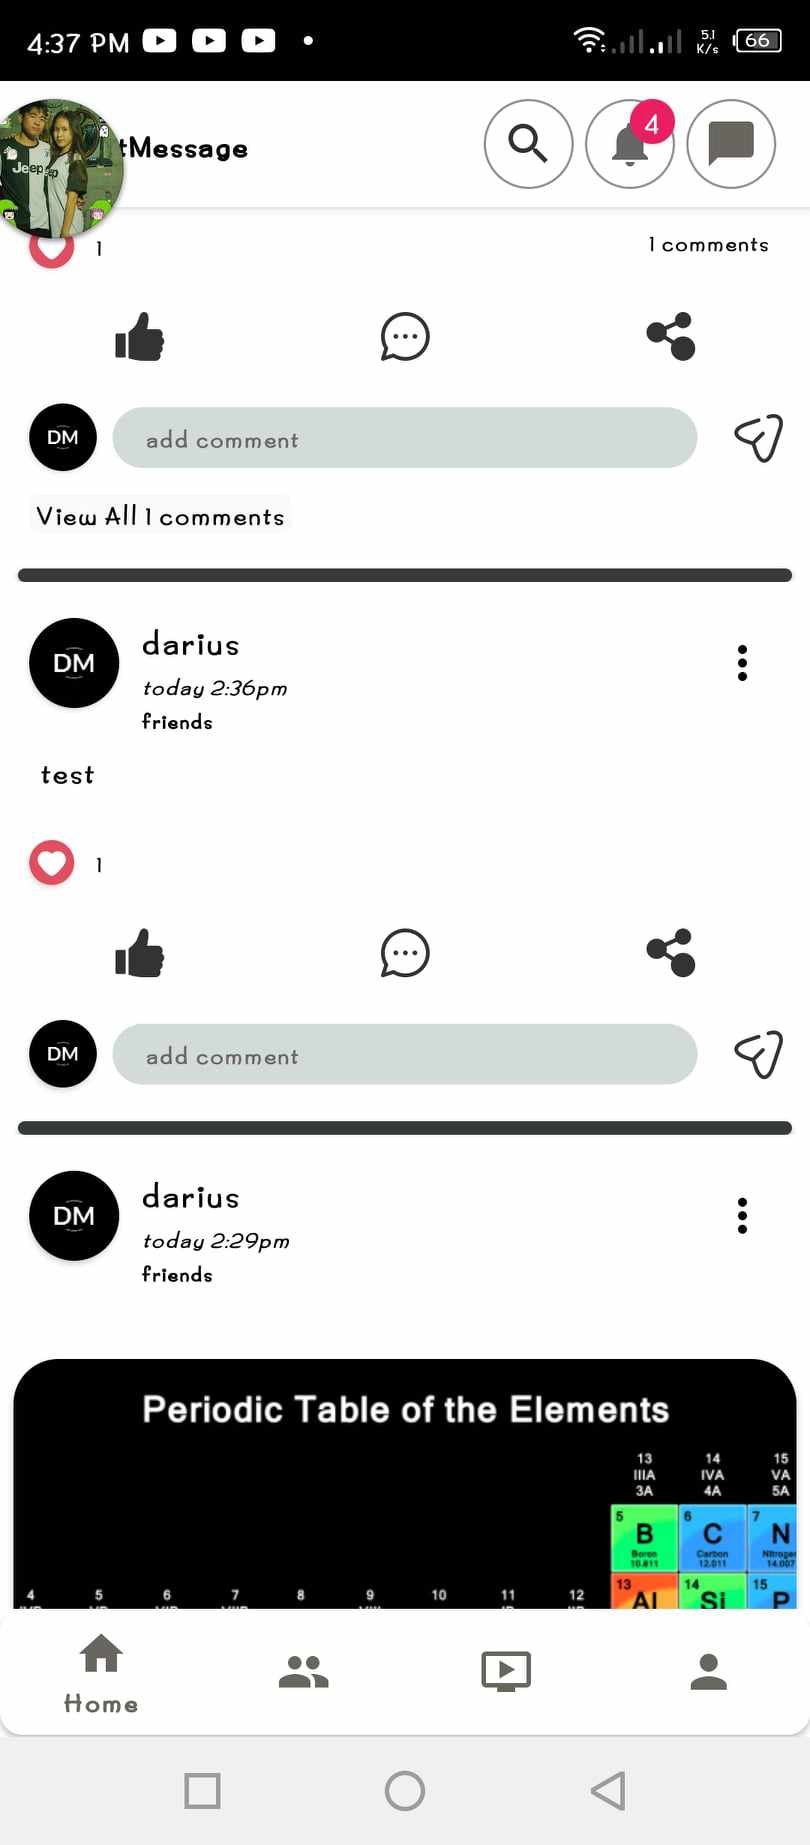 4:37 PM
5.1
K/s
66
tMessage
4
1
1 comments
DM
add comment
View All 1 comments
DM
darius
today 2:36pm
friends
test
1
DM
add comment
DM
darius
today 2:29pm
friends
Periodic Table of the Elements
13 14 15
IIIA IVA VA
3A 4A 5A
5 6 7
B C N
Boron Carbon Nitrogen
10.811 12.011 14.007
4 5 6 7 8 9 10 11 12
13 14 15
Al Si P
Home